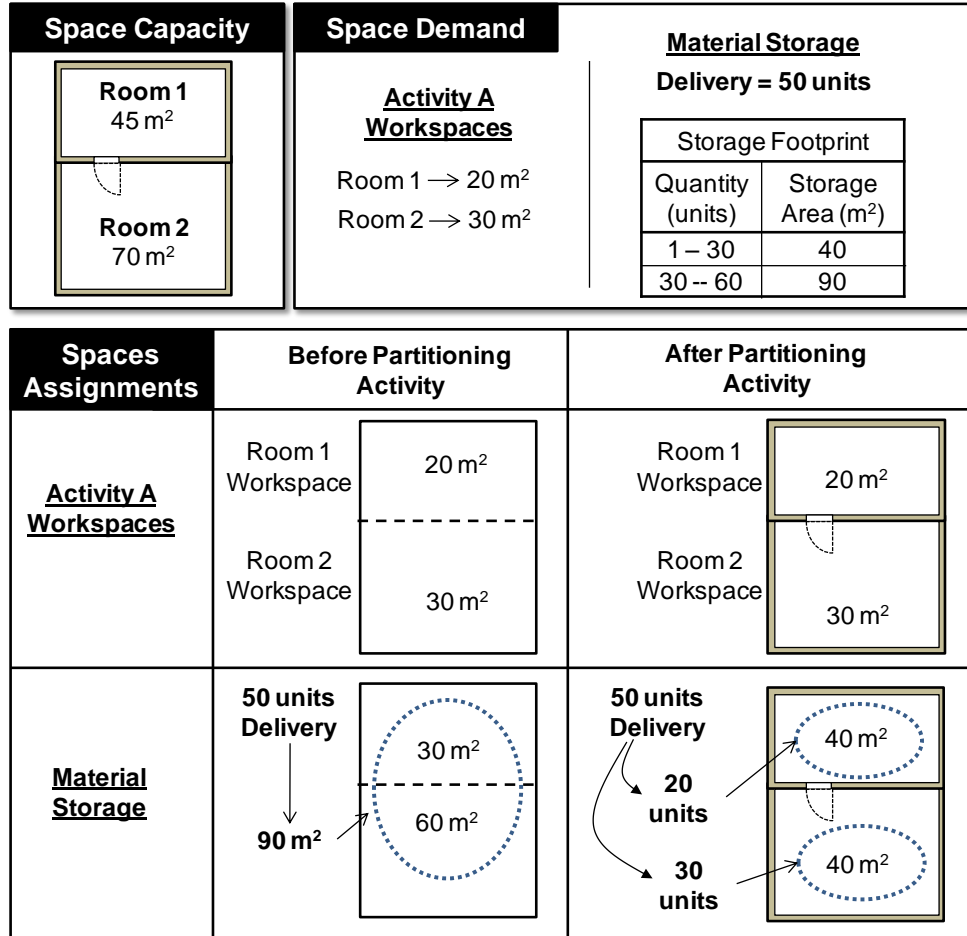 Space Capacity
Room 1
45 m²
Room 2
70 m²
Space Demand
Activity A
Workspaces
Room 1 → 20 m²
Room 2 → 30 m²
Material Storage
Delivery = 50 units
Storage Footprint
Quantity (units)
Storage Area (m²)
1 – 30
40
30 -- 60
90
Spaces
Assignments
Before Partitioning
Activity
After Partitioning
Activity
Activity A
Workspaces
Room 1
Workspace
20 m²
Room 2
Workspace
30 m²
Room 1
Workspace
20 m²
Room 2
Workspace
30 m²
Material
Storage
50 units
Delivery
90 m²
30 m²
60 m²
50 units
Delivery
20
units
30
units
40 m²
40 m²